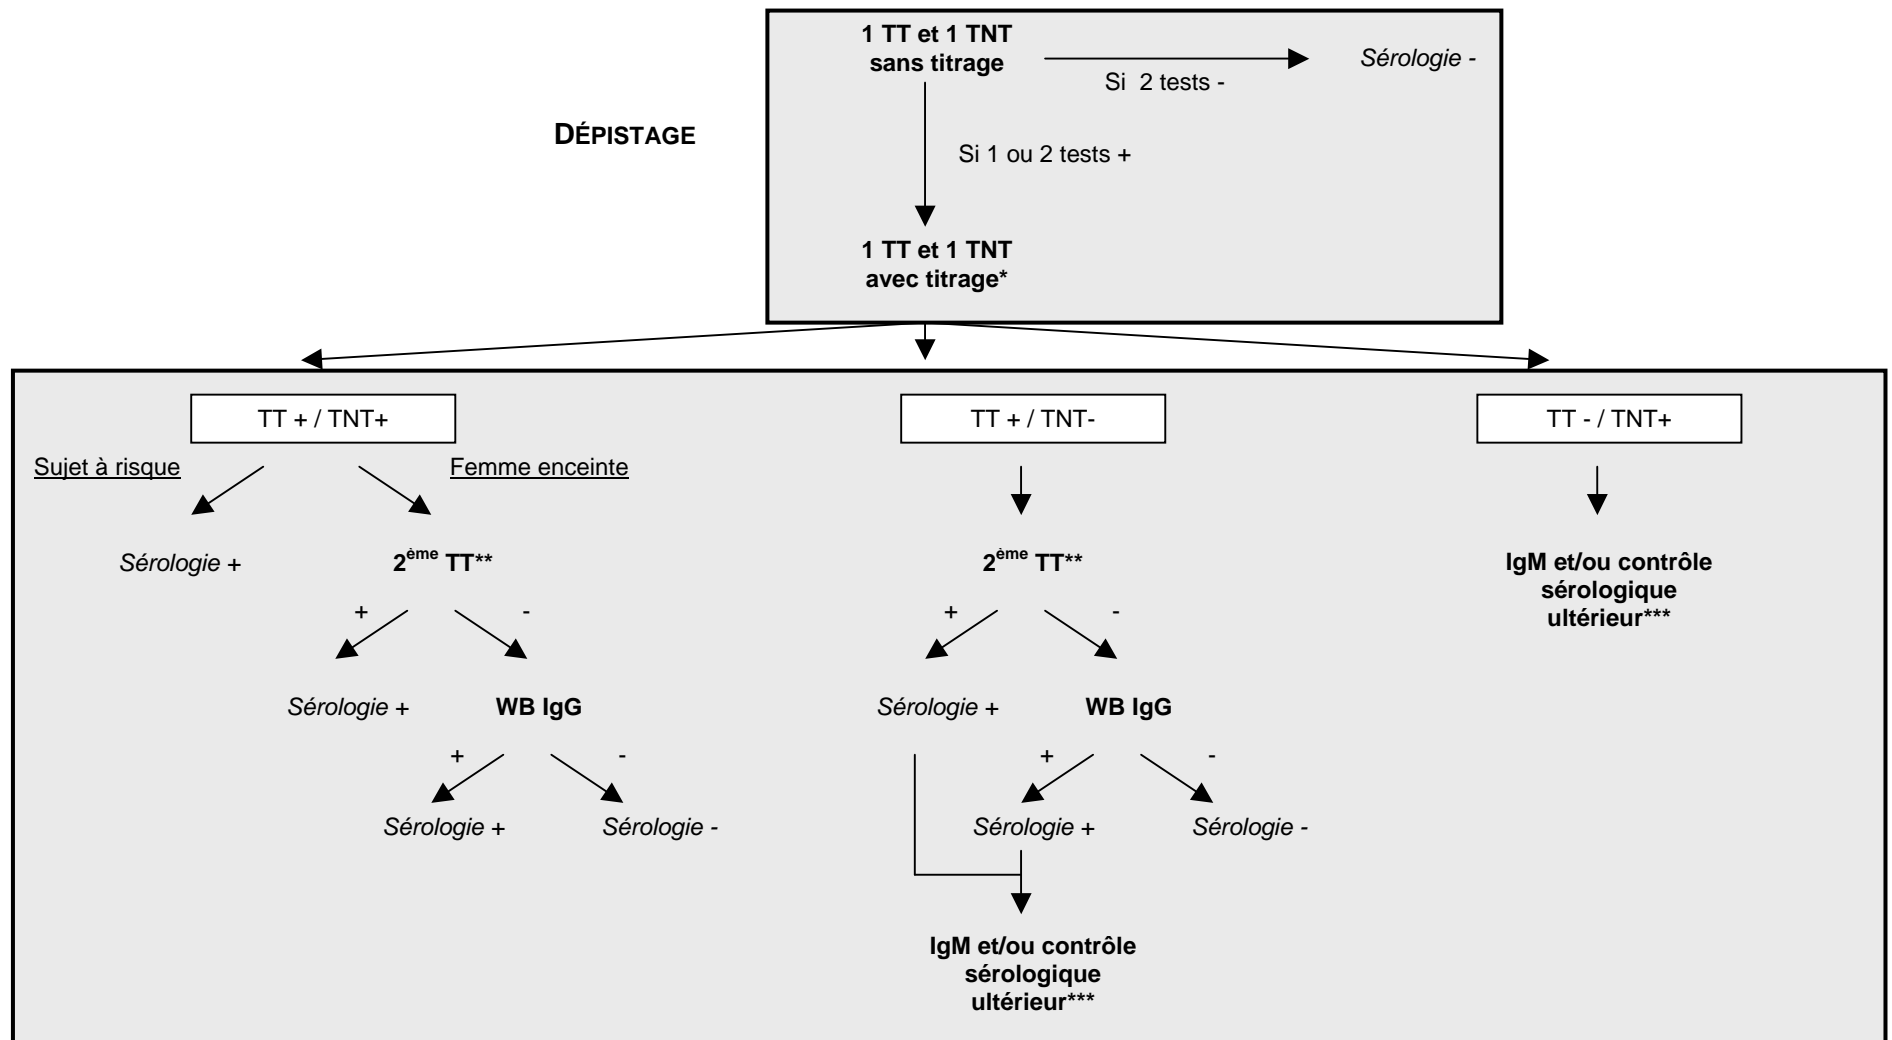 1 TT et 1 TNT
sans titrage
Si 2 tests -
Sérologie -
DÉPISTAGE
Si 1 ou 2 tests +
1 TT et 1 TNT
avec titrage*
TT + / TNT+
TT + / TNT-
TT - / TNT+
Sujet à risque
Femme enceinte
Sérologie +
2ème TT**
2ème TT**
IgM et/ou contrôle
sérologique
ultérieur***
+
-
+
-
Sérologie +
WB IgG
Sérologie +
WB IgG
+
-
+
-
Sérologie +
Sérologie -
Sérologie +
Sérologie -
IgM et/ou contrôle
sérologique
ultérieur***